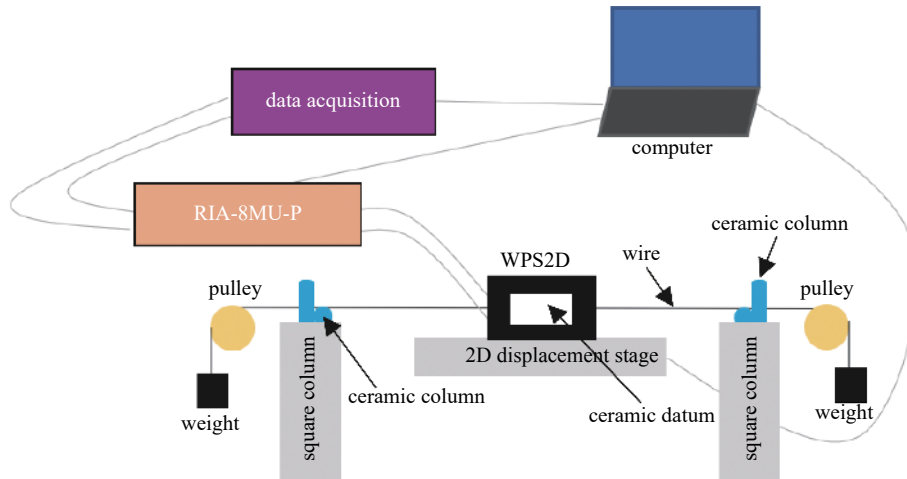 data acquisition
computer
RIA-8MU-P
ceramic column
WPS2D
wire
pulley
pulley
2D displacement stage
square column
ceramic column
ceramic datum
square column
weight
weight